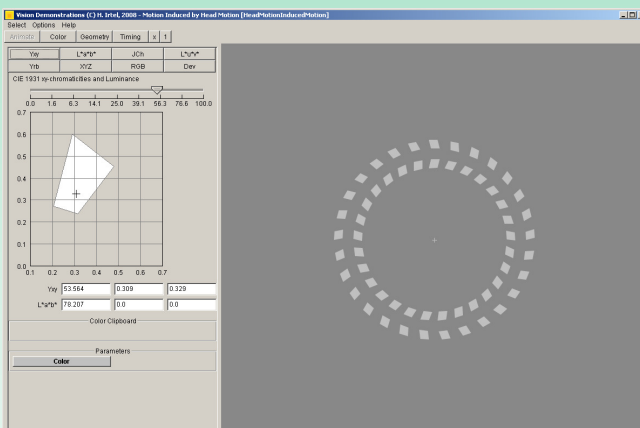 Vision Demonstrations (C) H. Irtel, 2008 - Motion Induced by Head Motion [HeadMotionInducedMotion]
Select Options Help
Animate Color Geometry Timing x 1
Yxy L*a*b* JCh L*u*v*
Yrb XYZ RGB Dev
CIE 1931 xy-chromaticities and Luminance
0.0 1.6 6.3 14.1 25.0 39.1 56.3 76.6 100.0
0.7
0.6
0.5
0.4
0.3
0.2
0.1
0.0
0.1 0.2 0.3 0.4 0.5 0.6 0.7
Yxy 53.564 0.309 0.329
L*a*b* 78.207 0.0 0.0
Color Clipboard
Parameters
Color